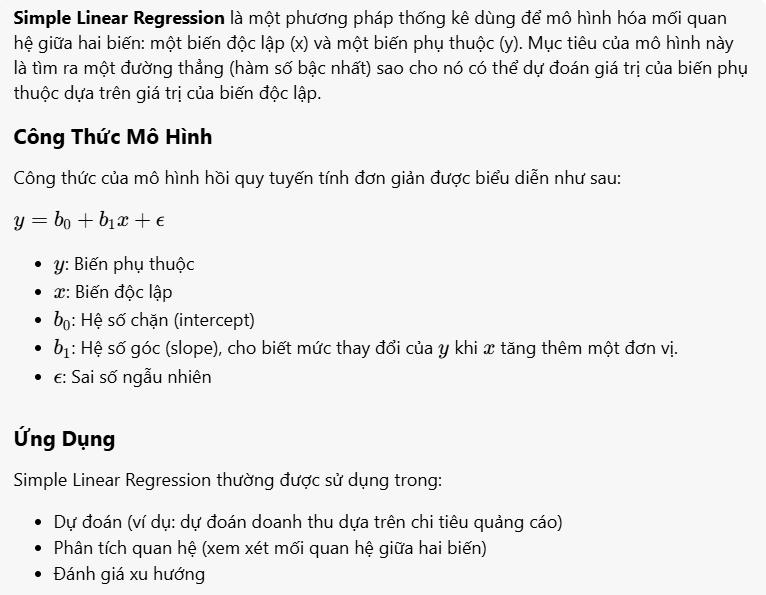 Simple Linear Regression là một phương pháp thống kê dùng để mô hình hóa mối quan
hệ giữa hai biến: một biến độc lập (x) và một biến phụ thuộc (y). Mục tiêu của mô hình này
là tìm ra một đường thẳng (hàm số bậc nhất) sao cho nó có thể dự đoán giá trị của biến phụ
thuộc dựa trên giá trị của biến độc lập.
Công Thức Mô Hình
Công thức của mô hình hồi quy tuyến tính đơn giản được biểu diễn như sau:
y = b₀ + b₁x + ϵ
• y: Biến phụ thuộc
• x: Biến độc lập
• b₀: Hệ số chặn (intercept)
• b₁: Hệ số góc (slope), cho biết mức thay đổi của y khi x tăng thêm một đơn vị.
• ϵ: Sai số ngẫu nhiên
Ứng Dụng
Simple Linear Regression thường được sử dụng trong:
• Dự đoán (ví dụ: dự đoán doanh thu dựa trên chi tiêu quảng cáo)
• Phân tích quan hệ (xem xét mối quan hệ giữa hai biến)
• Đánh giá xu hướng